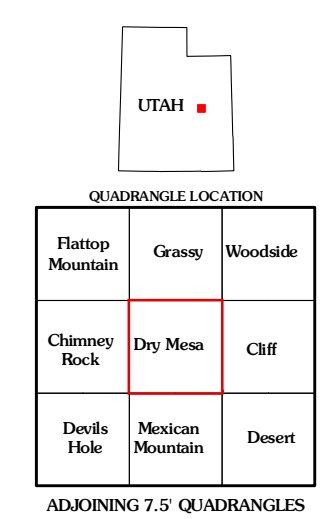 UTAH
QUADRANGLE LOCATION
Flattop
Mountain
Grassy
Woodside
Chimney
Rock
Dry Mesa
Cliff
Devils
Hole
Mexican
Mountain
Desert
ADJOINING 7.5' QUADRANGLES